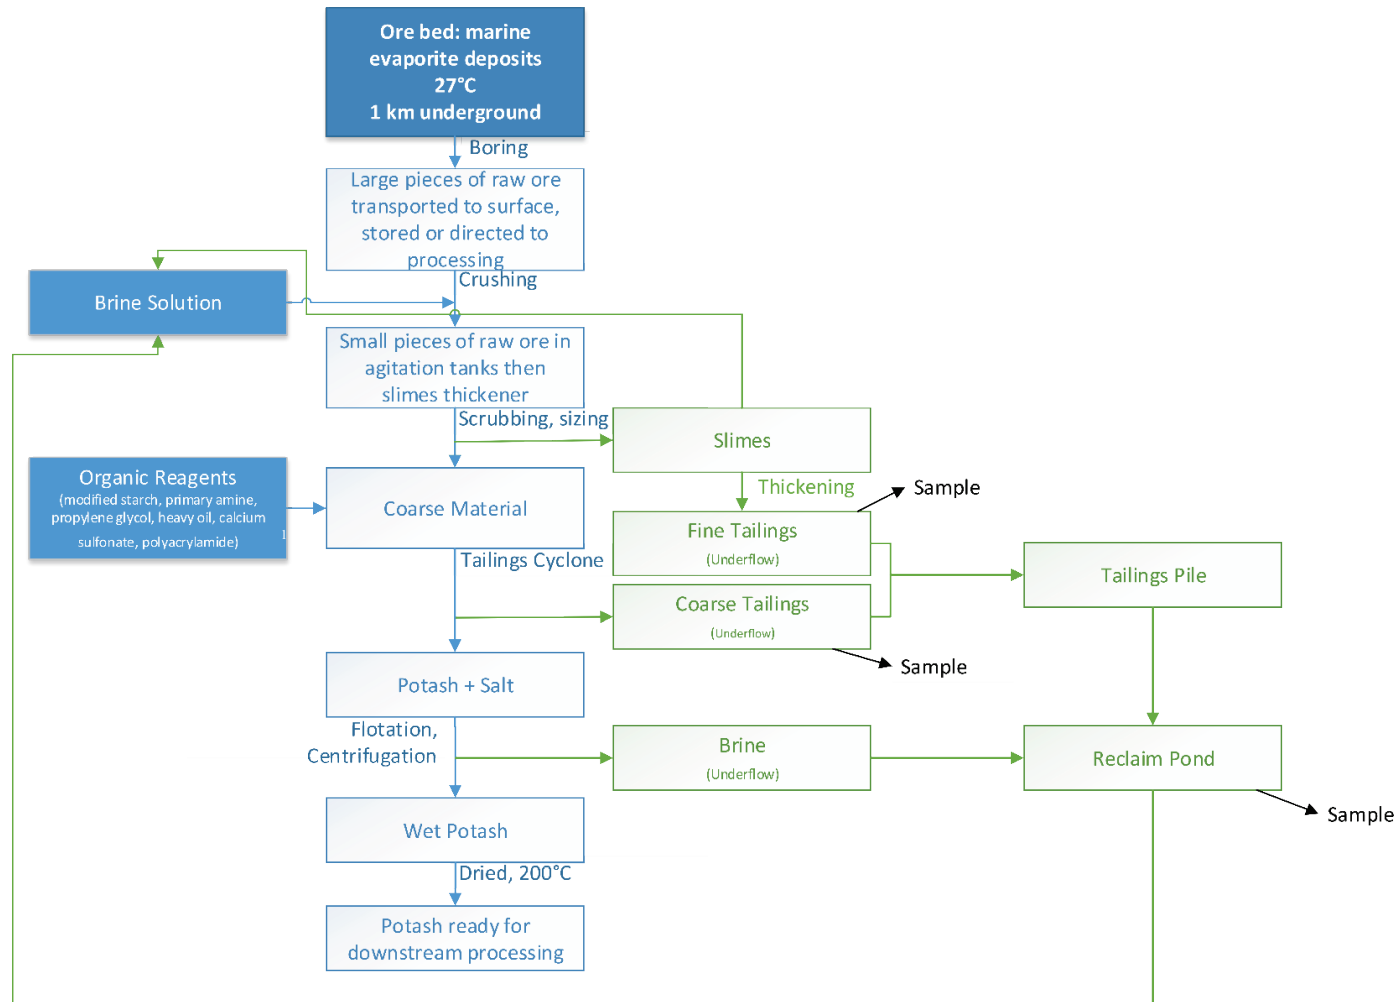 Ore bed: marine
evaporite deposits
27°C
1 km underground
Boring
Large pieces of raw ore
transported to surface,
stored or directed to
processing
Crushing
Brine Solution
Small pieces of raw ore in
agitation tanks then
slimes thickener
Scrubbing, sizing
Slimes
Organic Reagents
(modified starch, primary amine,
propylene glycol, heavy oil, calcium
sulfonate, polyacrylamide)
Coarse Material
Thickening
Sample
Fine Tailings
(Underflow)
Tailings Cyclone
Tailings Pile
Coarse Tailings
(Underflow)
Sample
Potash + Salt
Flotation,
Centrifugation
Brine
(Underflow)
Reclaim Pond
Sample
Wet Potash
Dried, 200°C
Potash ready for
downstream processing